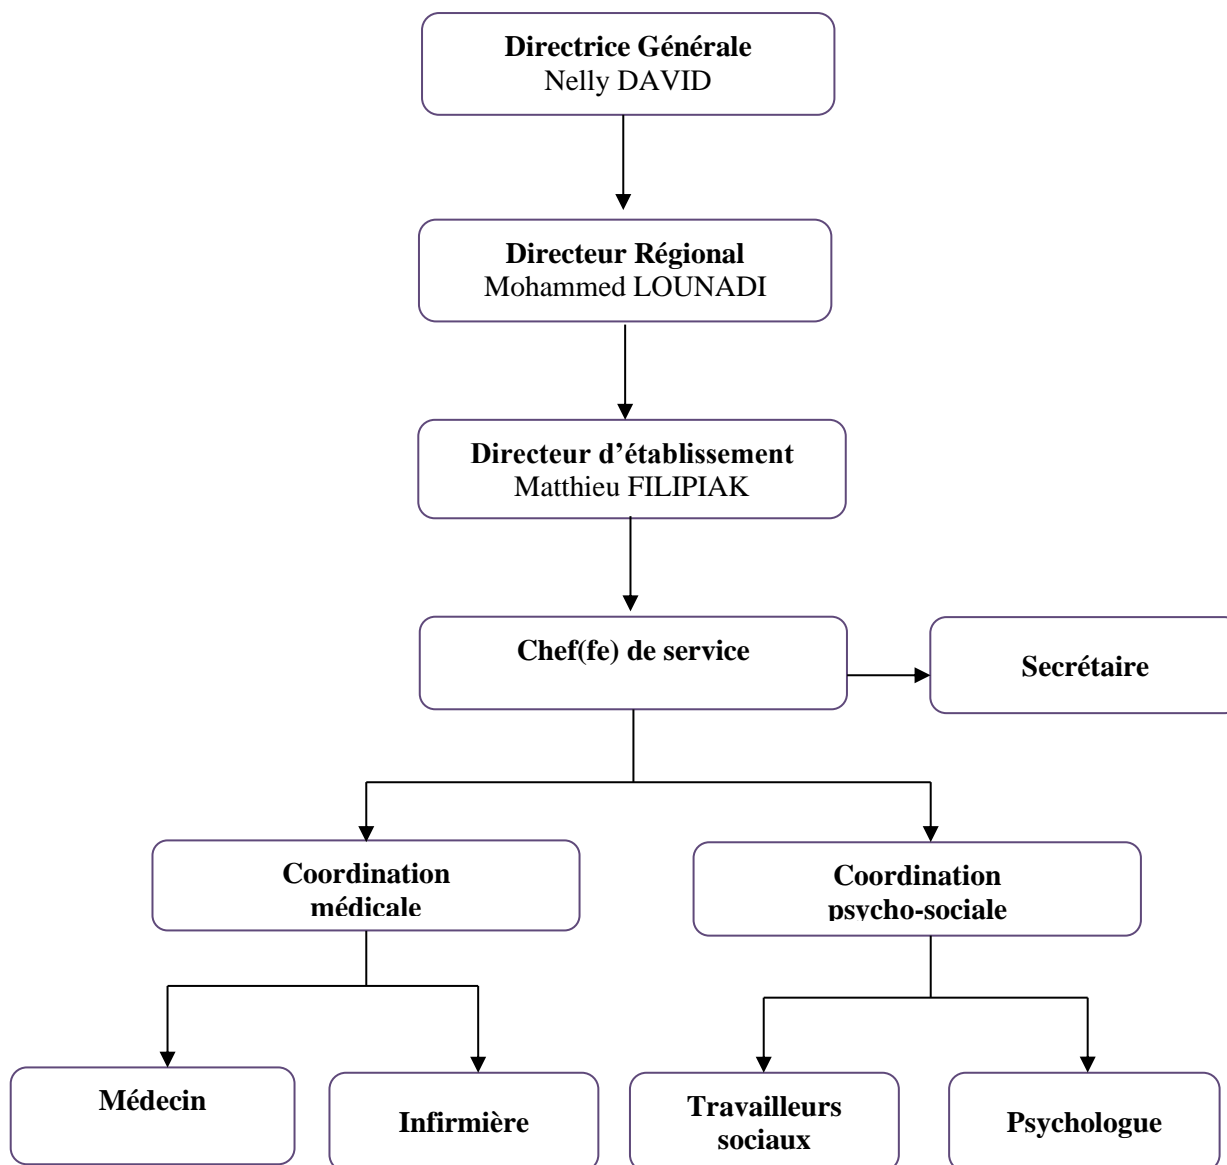 Directrice Générale
Nelly DAVID
Directeur Régional
Mohammed LOUNADI
Directeur d’établissement
Matthieu FILIPIAK
Chef(fe) de service
Secrétaire
Coordination
médicale
Coordination
psycho-sociale
Médecin
Infirmière
Travailleurs
sociaux
Psychologue